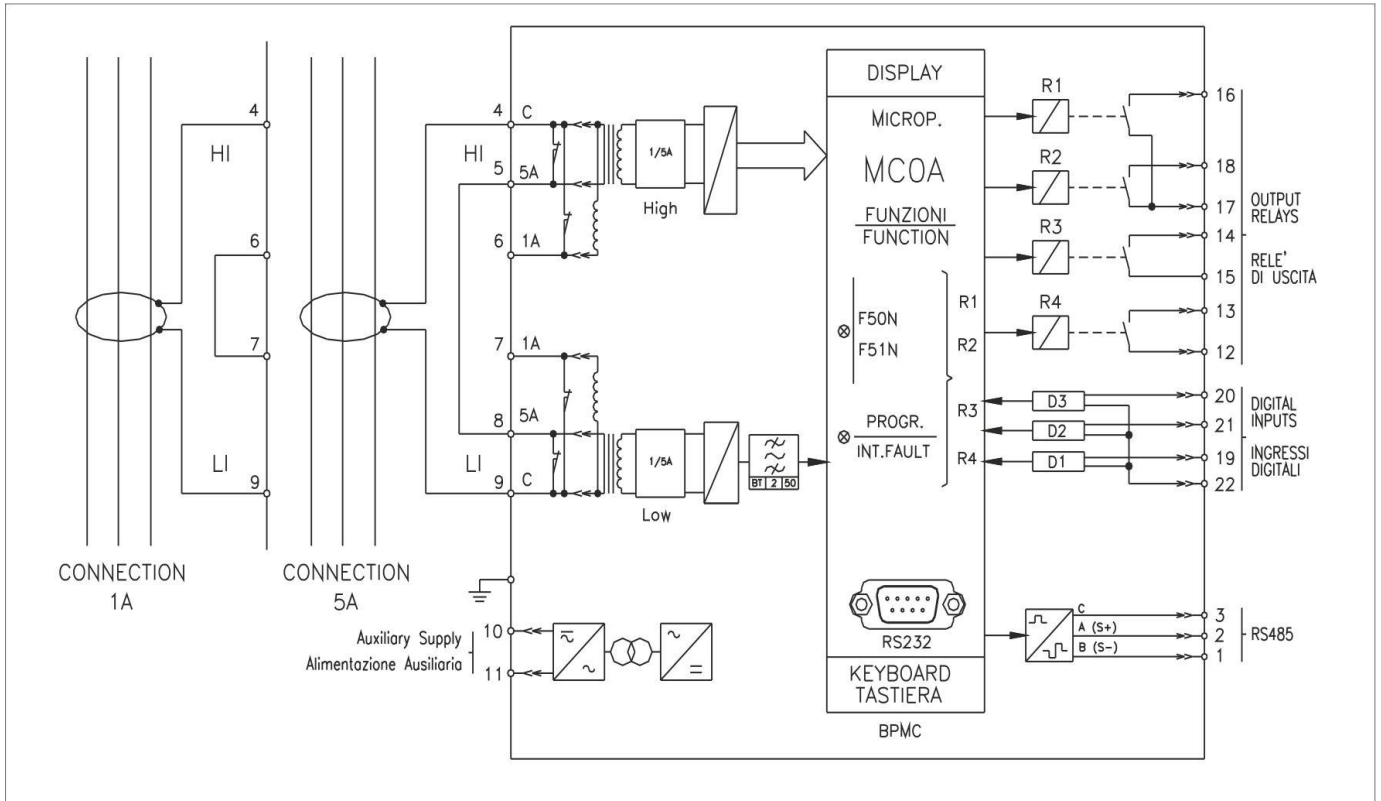 4
HI
6
7
LI
9
CONNECTION
1A
4
C
HI
5
5A
6
1A
7
1A
8
5A
LI
9
C
CONNECTION
5A
1/5A
High
1/5A
Low
BT 2 50
Auxiliary Supply
Alimentazione Ausiliaria
10
11
DISPLAY
MICROP.
MCOA
FUNZIONI
FUNCTION
F50N
F51N
PROGR.
INT.FAULT
R1
R2
R3
R4
RS232
KEYBOARD
TASTIERA
BPMC
R1
R2
R3
R4
16
18
17
14
15
13
12
OUTPUT
RELAYS
RELE'
DI USCITA
D3
D2
D1
20
21
19
22
DIGITAL
INPUTS
INGRESSI
DIGITALI
C
A (S+)
B (S-)
3
2
1
RS485